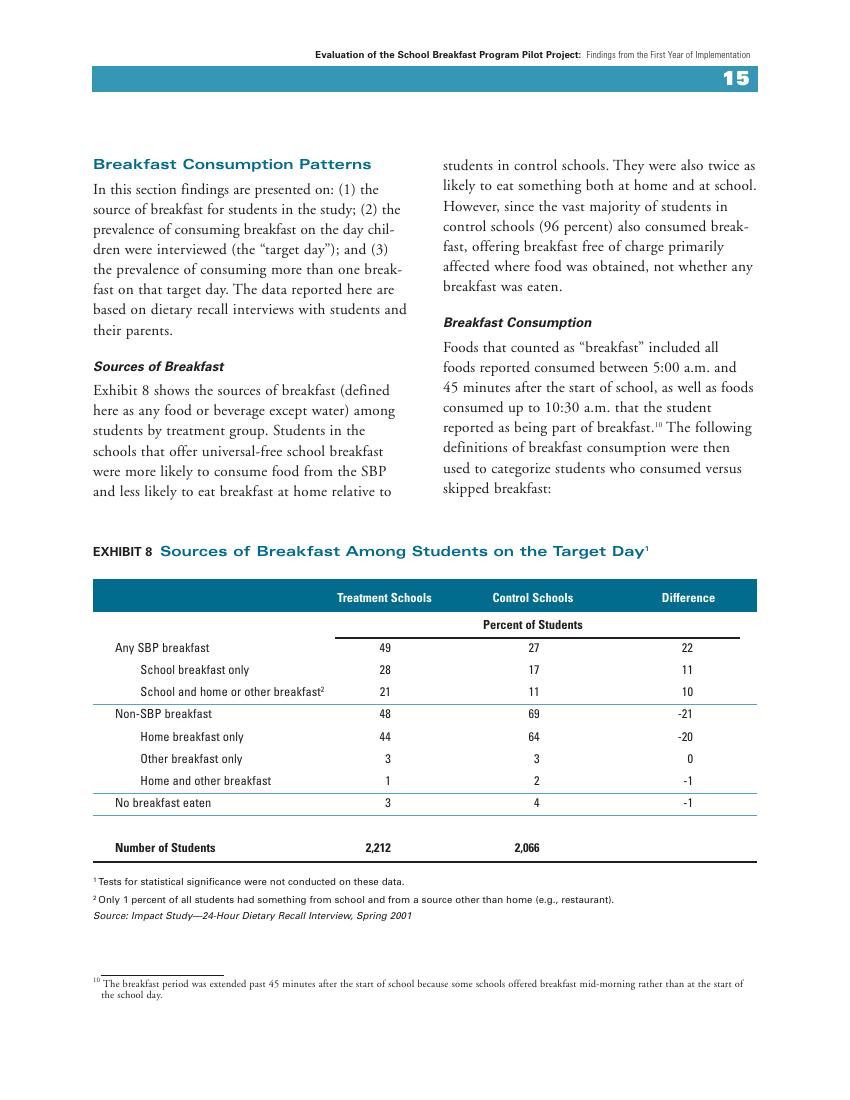 Evaluation of the School Breakfast Program Pilot Project: Findings from the First Year of Implementation
15
Breakfast Consumption Patterns
In this section findings are presented on: (1) the
source of breakfast for students in the study; (2) the
prevalence of consuming breakfast on the day chil-
dren were interviewed (the “target day”); and (3)
the prevalence of consuming more than one break-
fast on that target day. The data reported here are
based on dietary recall interviews with students and
their parents.
Sources of Breakfast
Exhibit 8 shows the sources of breakfast (defined
here as any food or beverage except water) among
students by treatment group. Students in the
schools that offer universal-free school breakfast
were more likely to consume food from the SBP
and less likely to eat breakfast at home relative to
students in control schools. They were also twice as
likely to eat something both at home and at school.
However, since the vast majority of students in
control schools (96 percent) also consumed break-
fast, offering breakfast free of charge primarily
affected where food was obtained, not whether any
breakfast was eaten.
Breakfast Consumption
Foods that counted as “breakfast” included all
foods reported consumed between 5:00 a.m. and
45 minutes after the start of school, as well as foods
consumed up to 10:30 a.m. that the student
reported as being part of breakfast.10 The following
definitions of breakfast consumption were then
used to categorize students who consumed versus
skipped breakfast:
EXHIBIT 8 Sources of Breakfast Among Students on the Target Day1
Treatment Schools Control Schools Difference
Percent of Students
Any SBP breakfast 49 27 22
School breakfast only 28 17 11
School and home or other breakfast2 21 11 10
Non-SBP breakfast 48 69 -21
Home breakfast only 44 64 -20
Other breakfast only 3 3 0
Home and other breakfast 1 2 -1
No breakfast eaten 3 4 -1
Number of Students 2,212 2,066
1 Tests for statistical significance were not conducted on these data.
2 Only 1 percent of all students had something from school and from a source other than home (e.g., restaurant).
Source: Impact Study—24-Hour Dietary Recall Interview, Spring 2001
10 The breakfast period was extended past 45 minutes after the start of school because some schools offered breakfast mid-morning rather than at the start of
the school day.